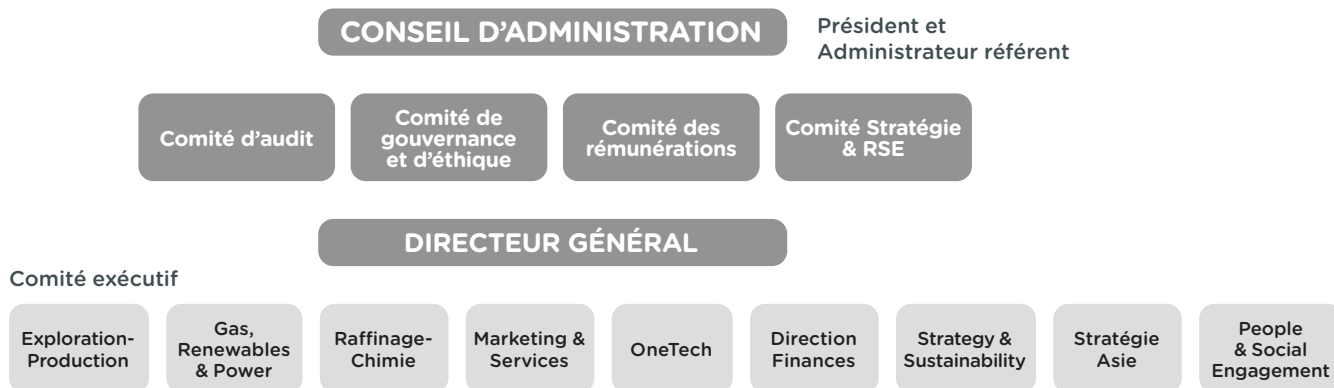 CONSEIL D'ADMINISTRATION
Président et
Administrateur référent
Comité d'audit
Comité de
gouvernance
et d'éthique
Comité des
rémunérations
Comité Stratégie
& RSE
DIRECTEUR GÉNÉRAL
Comité exécutif
Exploration-
Production
Gas,
Renewables
& Power
Raffinage-
Chimie
Marketing &
Services
OneTech
Direction
Finances
Strategy &
Sustainability
Stratégie
Asie
People
& Social
Engagement